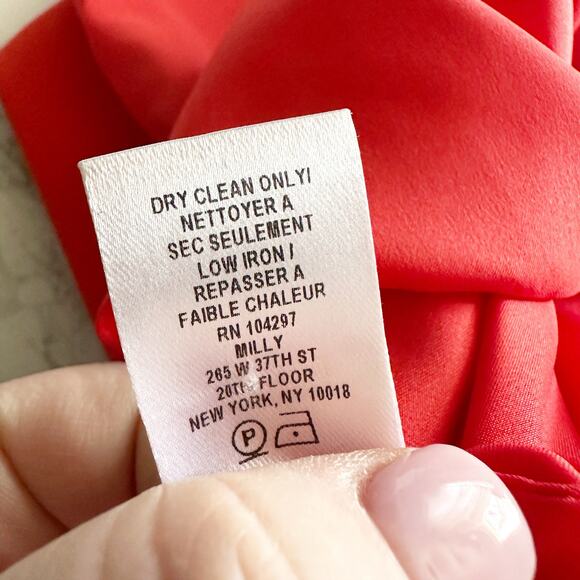 DRY CLEAN ONLY/
NETTOYER A
SEC SEULEMENT
LOW IRON /
REPASSER A
FAIBLE CHALEUR
RN 104297
MILLY
265 W 37TH ST
20TH FLOOR
NEW YORK, NY 10018
P